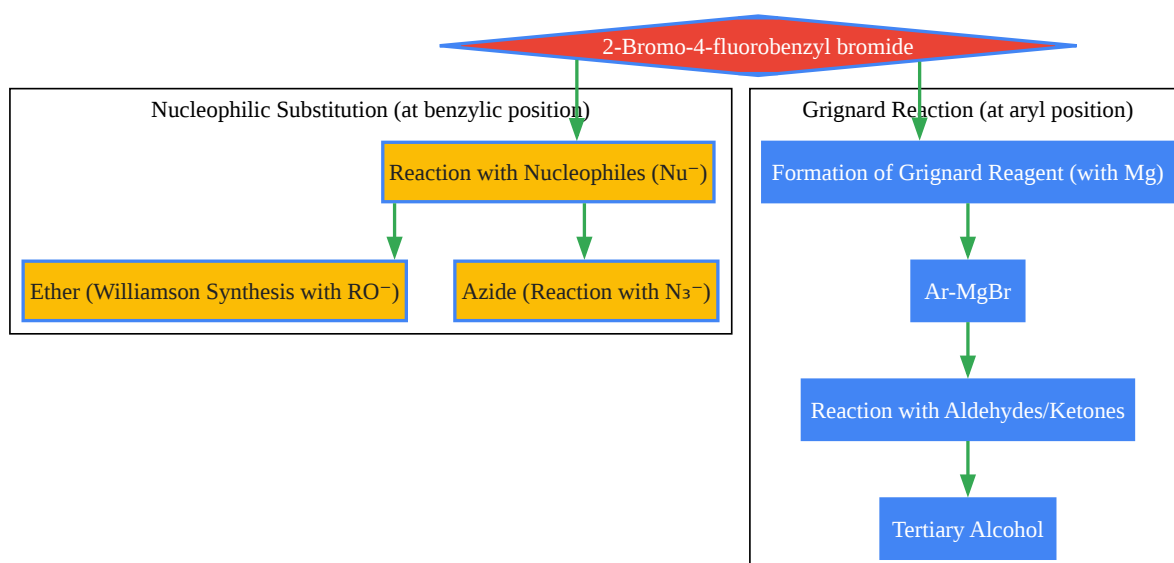 2-Bromo-4-fluorobenzyl bromide
Nucleophilic Substitution (at benzylic position)
Reaction with Nucleophiles (Nu⁻)
Ether (Williamson Synthesis with RO⁻)
Azide (Reaction with N₃⁻)
Grignard Reaction (at aryl position)
Formation of Grignard Reagent (with Mg)
Ar-MgBr
Reaction with Aldehydes/Ketones
Tertiary Alcohol